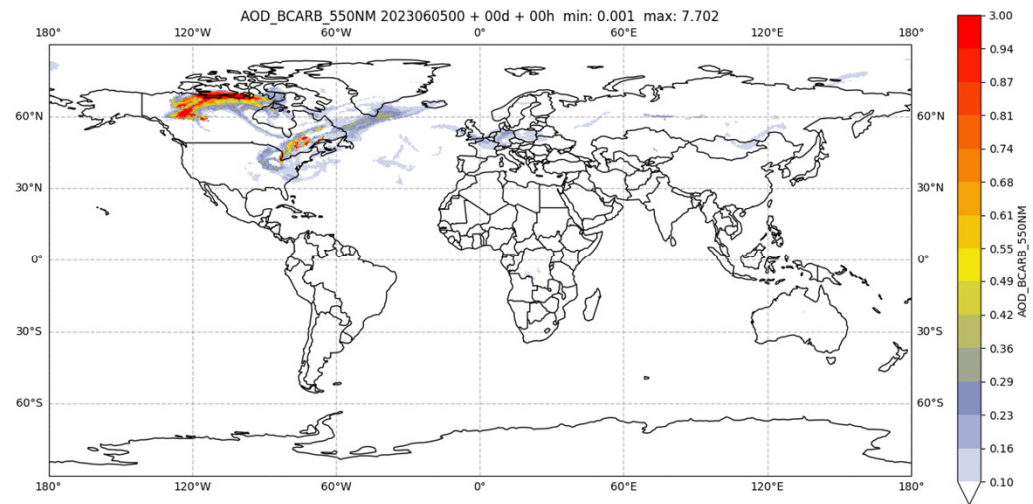 AOD_BCARB_550NM 2023060500 + 00d + 00h min: 0.001 max: 7.702
180° 120°W 60°W 0° 60°E 120°E 180°
60°N 60°N
30°N 30°N
0° 0°
30°S 30°S
60°S 60°S
180° 120°W 60°W 0° 60°E 120°E 180°
3.00
0.94
0.87
0.81
0.74
0.68
0.61
0.55
0.49
0.42
0.36
0.29
0.23
0.16
0.10
AOD_BCARB_550NM